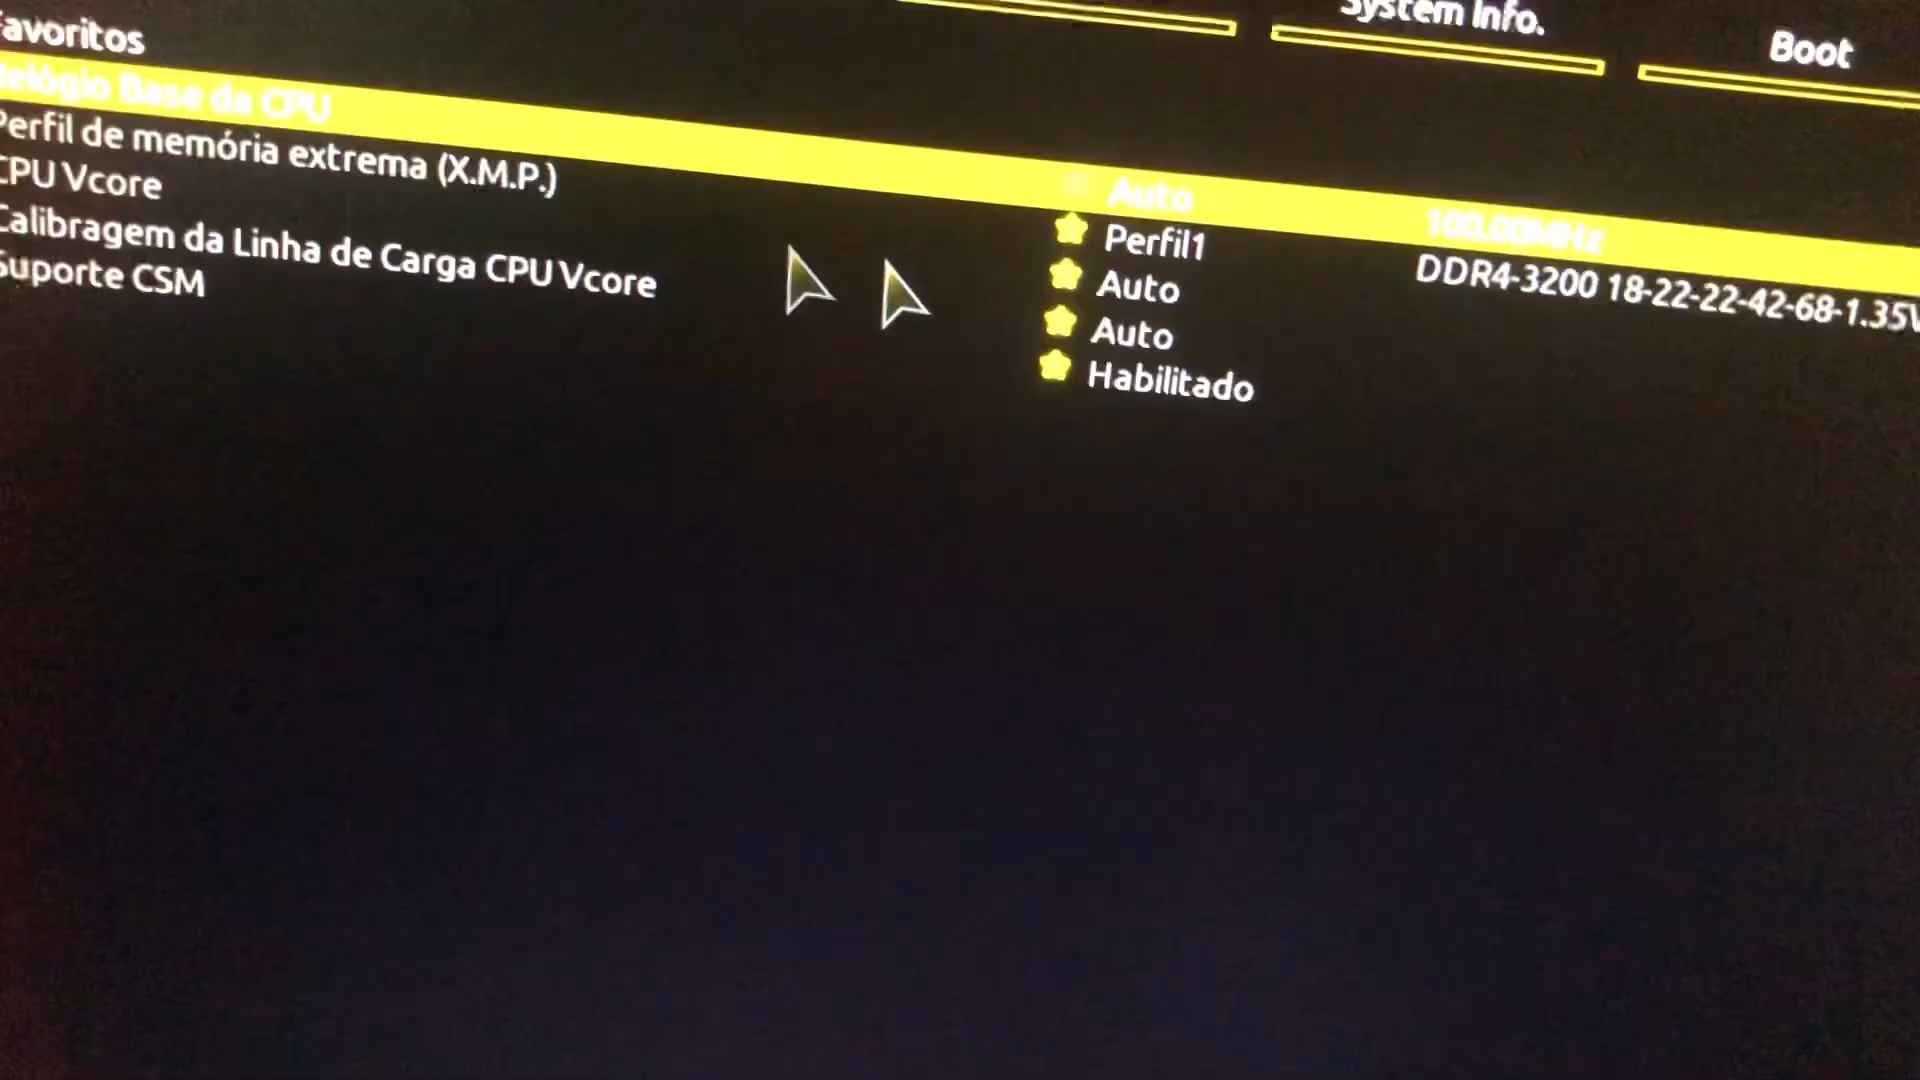 System Info.
Boot
Favoritos
Relógio Base da CPU Auto 100.00MHz
Perfil de memória extrema (X.M.P.) Perfil1 DDR4-3200 18-22-22-42-68-1.35V
CPU Vcore Auto
Calibragem da Linha de Carga CPU Vcore Auto
Suporte CSM Habilitado